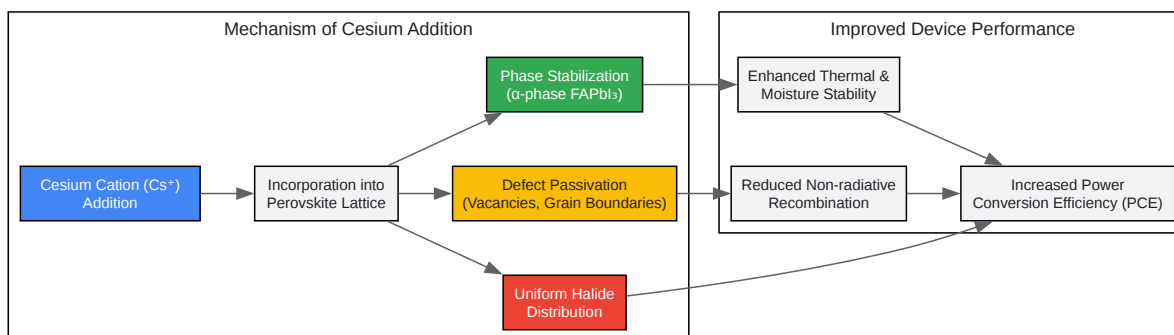 Mechanism of Cesium Addition
Improved Device Performance
Phase Stabilization
(α-phase FAPbI₃)
Enhanced Thermal &
Moisture Stability
Cesium Cation (Cs⁺)
Addition
Incorporation into
Perovskite Lattice
Defect Passivation
(Vacancies, Grain Boundaries)
Reduced Non-radiative
Recombination
Increased Power
Conversion Efficiency (PCE)
Uniform Halide
Distribution